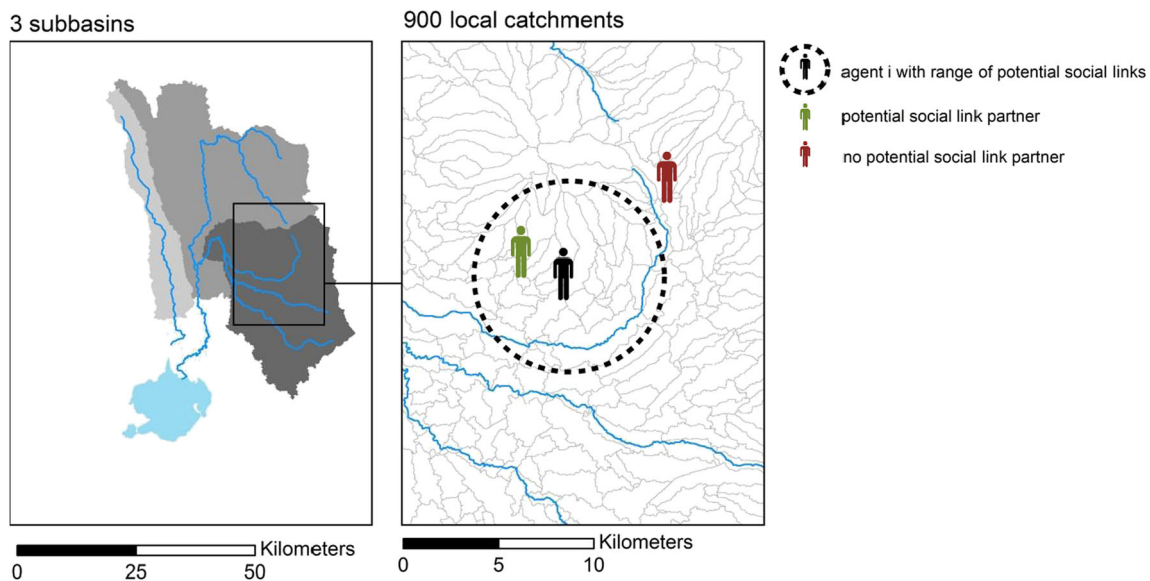 3 subbasins
900 local catchments
agent i with range of potential social links
potential social link partner
no potential social link partner
Kilometers
0 25 50
Kilometers
0 5 10